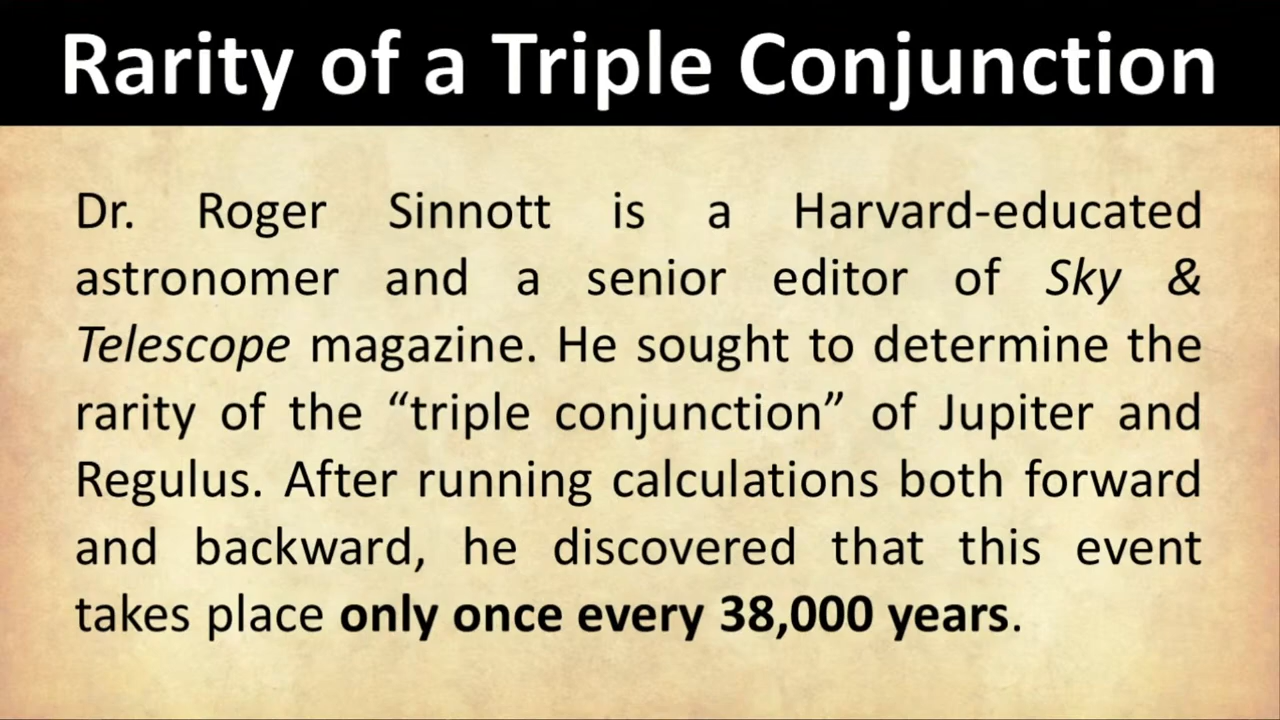 Rarity of a Triple Conjunction
Dr. Roger Sinnott is a Harvard-educated
astronomer and a senior editor of Sky &
Telescope magazine. He sought to determine the
rarity of the “triple conjunction” of Jupiter and
Regulus. After running calculations both forward
and backward, he discovered that this event
takes place only once every 38,000 years.